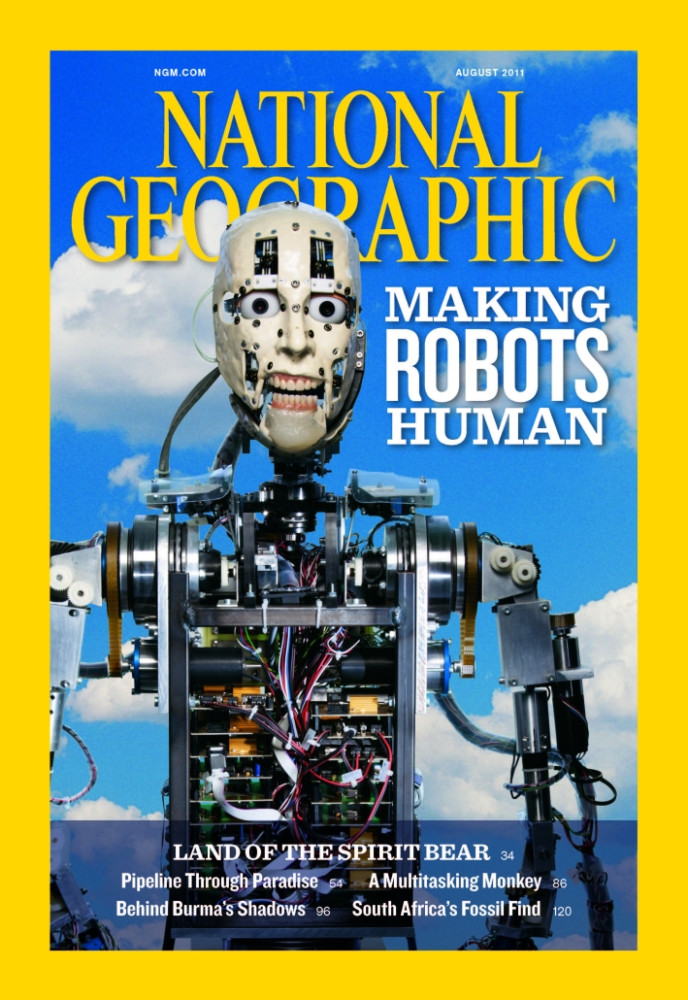 NGM.COM AUGUST 2011
NATIONAL
GEOGRAPHIC
MAKING
ROBOTS
HUMAN
LAND OF THE SPIRIT BEAR 34
Pipeline Through Paradise 54 A Multitasking Monkey 86
Behind Burma's Shadows 96 South Africa's Fossil Find 120